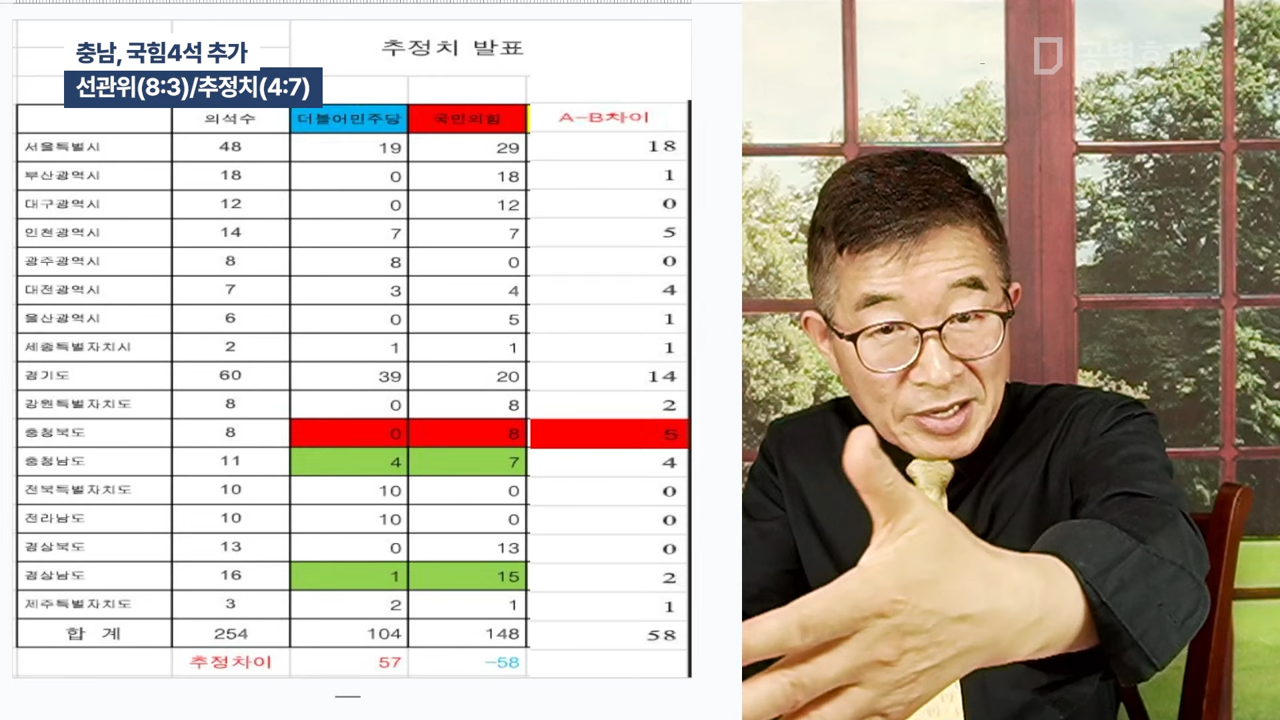 충남, 국힘4석 추가
선관위(8:3)/추정치(4:7)
추정치 발표
의석수 더불어민주당 국민의힘 A-B차이
서울특별시 48 19 29 18
부산광역시 18 0 18 1
대구광역시 12 0 12 0
인천광역시 14 7 7 5
광주광역시 8 8 0 0
대전광역시 7 3 4 4
울산광역시 6 0 5 1
세종특별자치시 2 1 1 1
경기도 60 39 20 14
강원특별자치도 8 0 8 2
충청북도 8 0 8 5
충청남도 11 4 7 4
전북특별자치도 10 10 0 0
전라남도 10 10 0 0
경상북도 13 0 13 0
경상남도 16 1 15 2
제주특별자치도 3 2 1 1
합 계 254 104 148 58
추정차이 57 -58
공병호TV